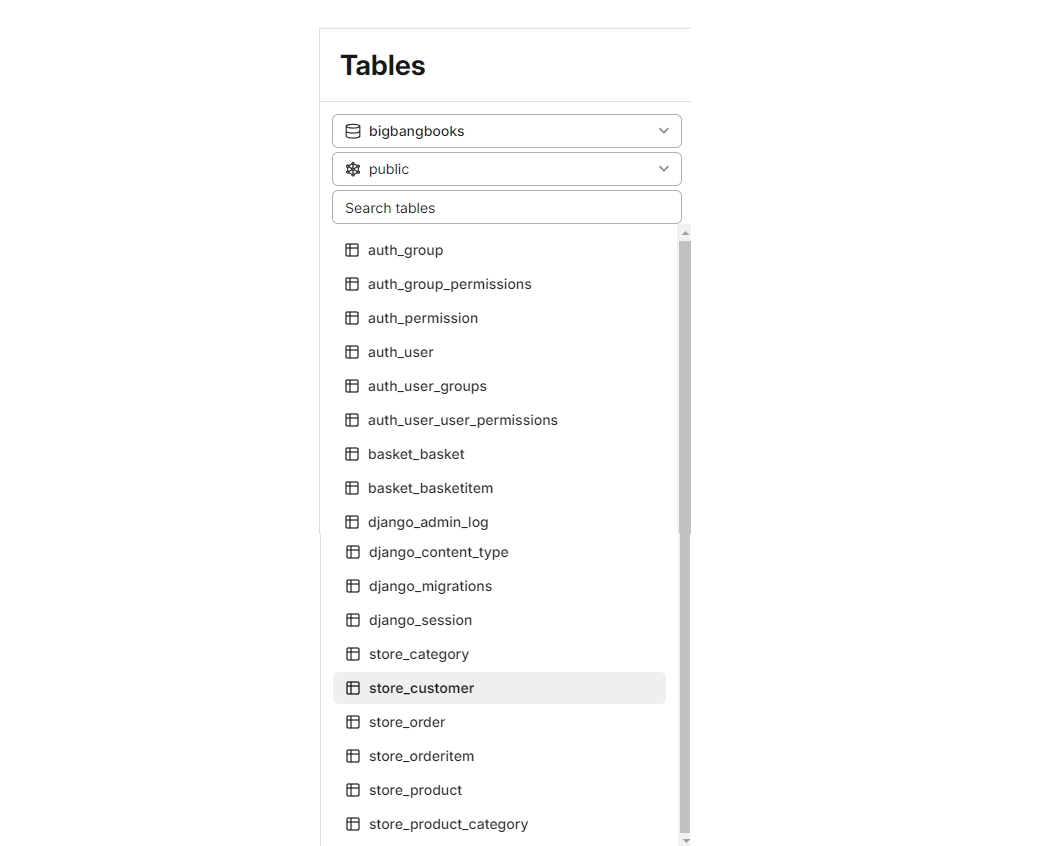 Tables
bigbangbooks
public
Search tables
auth_group
auth_group_permissions
auth_permission
auth_user
auth_user_groups
auth_user_user_permissions
basket_basket
basket_basketitem
django_admin_log
django_content_type
django_migrations
django_session
store_category
store_customer
store_order
store_orderitem
store_product
store_product_category